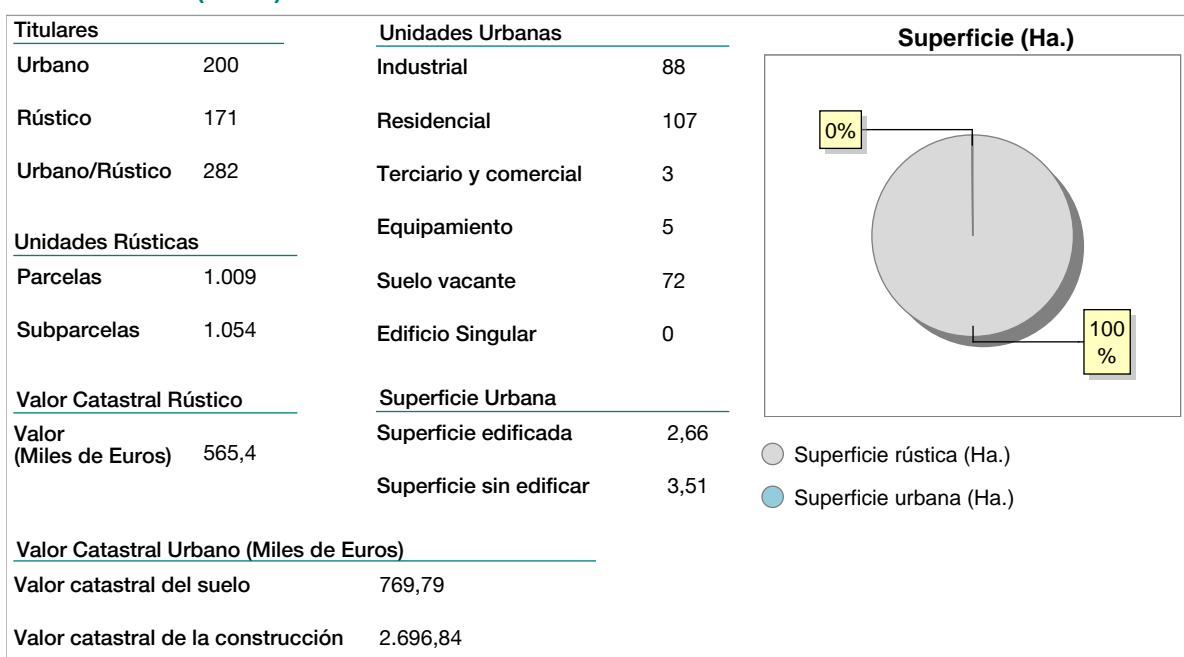 Titulares
Urbano 200
Rústico 171
Urbano/Rústico 282
Unidades Rústicas
Parcelas 1.009
Subparcelas 1.054
Valor Catastral Rústico
Valor
(Miles de Euros) 565,4
Unidades Urbanas
Industrial 88
Residencial 107
Terciario y comercial 3
Equipamiento 5
Suelo vacante 72
Edificio Singular 0
Superficie Urbana
Superficie edificada 2,66
Superficie sin edificar 3,51
Valor Catastral Urbano (Miles de Euros)
Valor catastral del suelo 769,79
Valor catastral de la construcción 2.696,84
Superficie (Ha.)
0%
100
%
Superficie rústica (Ha.)
Superficie urbana (Ha.)